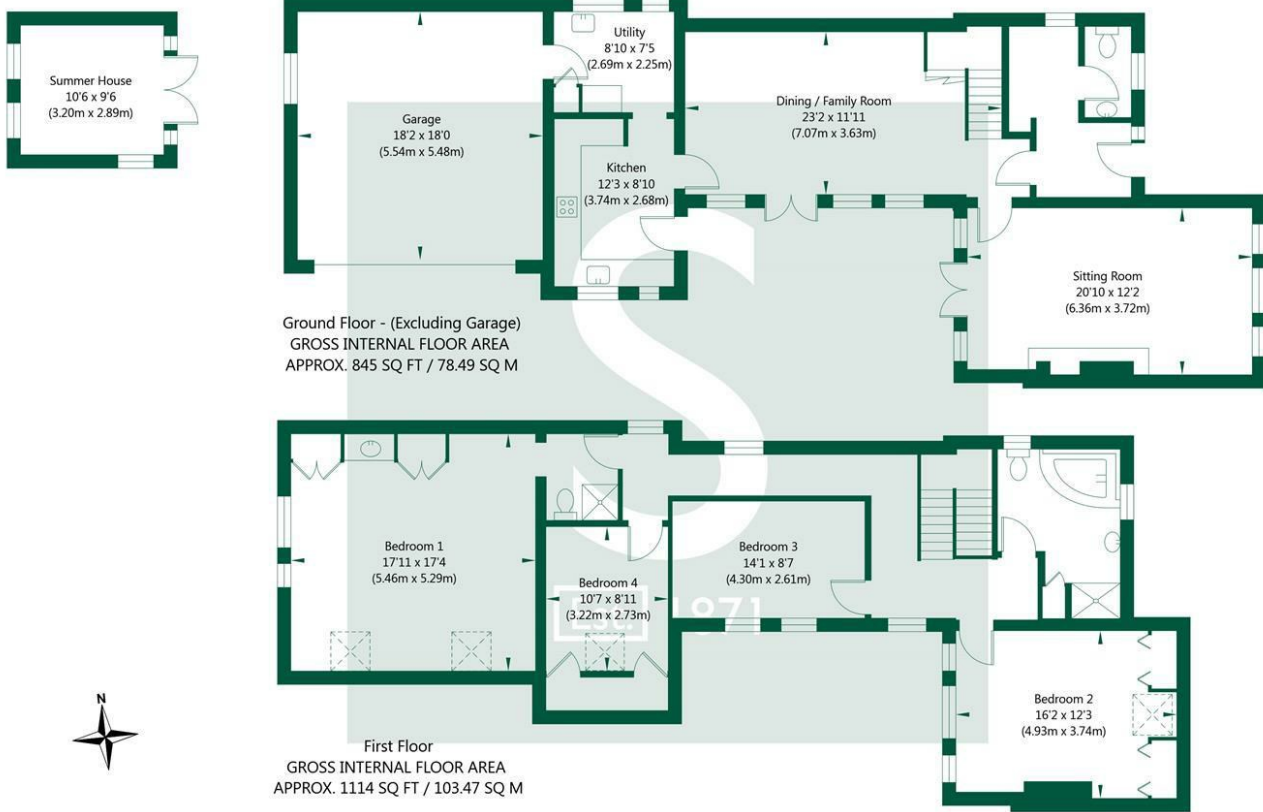 Summer House
10'6 x 9'6
(3.20m x 2.89m)
Garage
18'2 x 18'0
(5.54m x 5.48m)
Utility
8'10 x 7'5
(2.69m x 2.25m)
Kitchen
12'3 x 8'10
(3.74m x 2.68m)
Dining / Family Room
23'2 x 11'11
(7.07m x 3.63m)
Sitting Room
20'10 x 12'2
(6.36m x 3.72m)
Ground Floor - (Excluding Garage)
GROSS INTERNAL FLOOR AREA
APPROX. 845 SQ FT / 78.49 SQ M
S
Est. 1871
Bedroom 1
17'11 x 17'4
(5.46m x 5.29m)
Bedroom 4
10'7 x 8'11
(3.22m x 2.73m)
Bedroom 3
14'1 x 8'7
(4.30m x 2.61m)
Bedroom 2
16'2 x 12'3
(4.93m x 3.74m)
N
First Floor
GROSS INTERNAL FLOOR AREA
APPROX. 1114 SQ FT / 103.47 SQ M